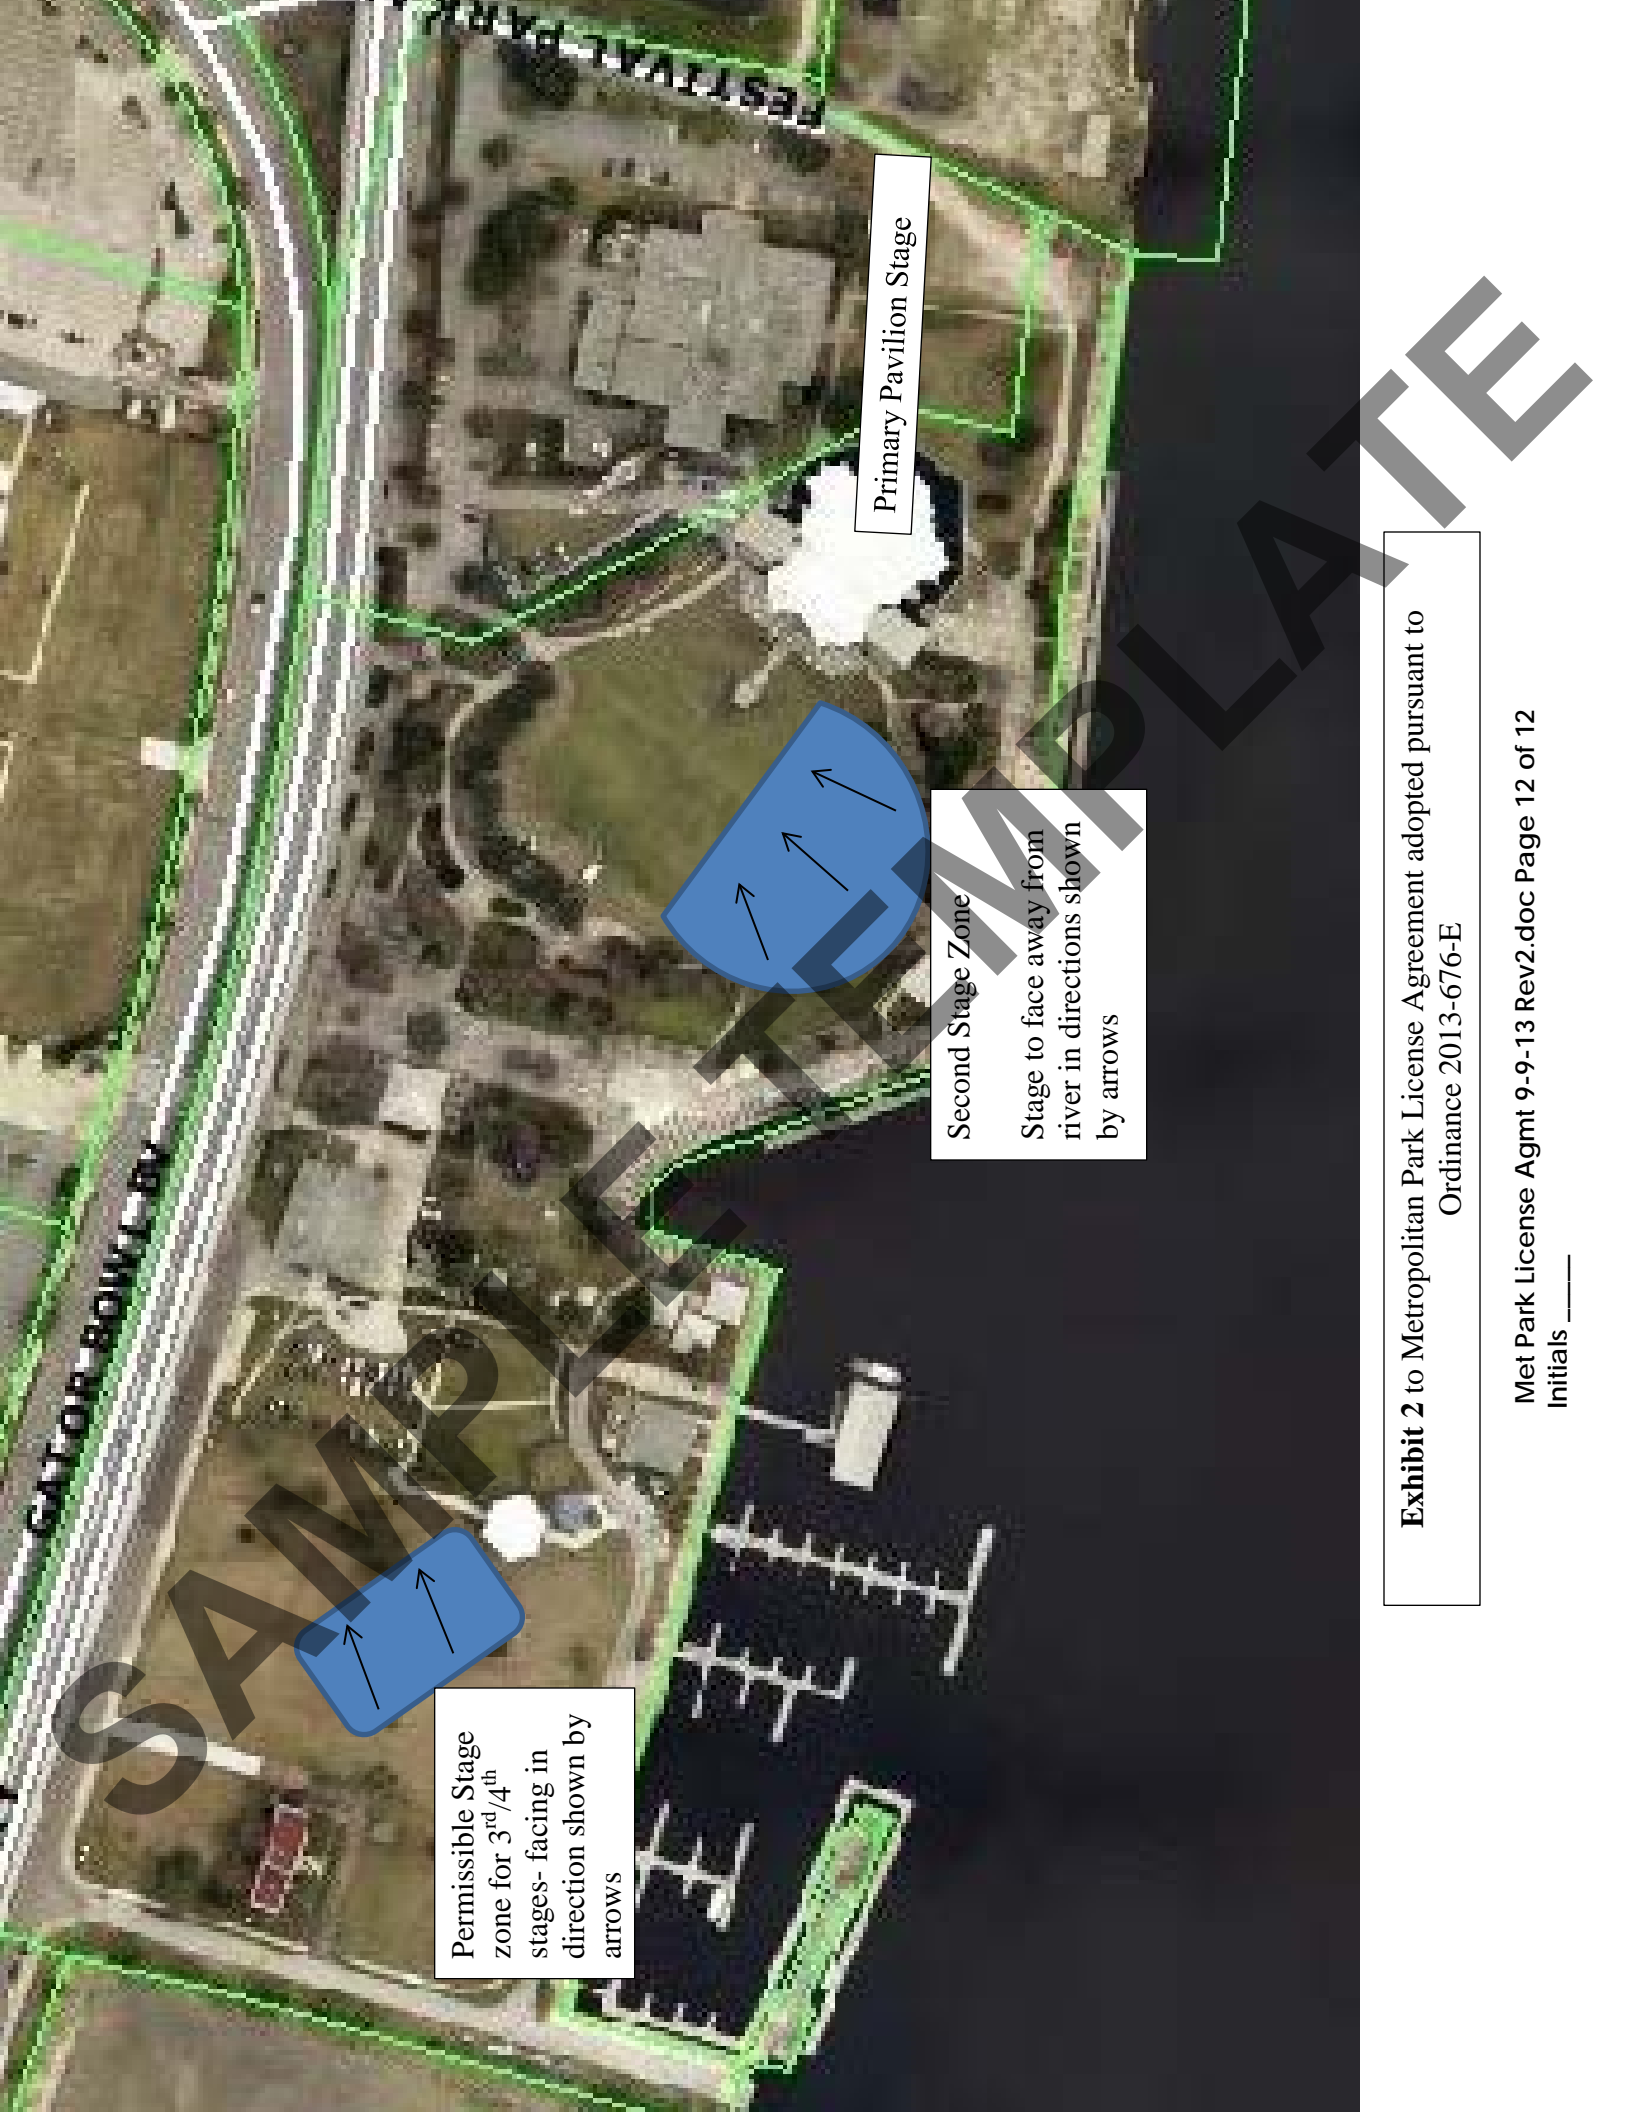 GATOR BOWL BV
FESTIVAL PARK
Primary Pavilion Stage
Second Stage Zone
Stage to face away from
river in directions shown
by arrows
Permissible Stage
zone for 3rd/4th
stages- facing in
direction shown by
arrows
SAMPLE TEMPLATE
Exhibit 2 to Metropolitan Park License Agreement adopted pursuant to
Ordinance 2013-676-E
Met Park License Agmt 9-9-13 Rev2.doc Page 12 of 12
Initials _____